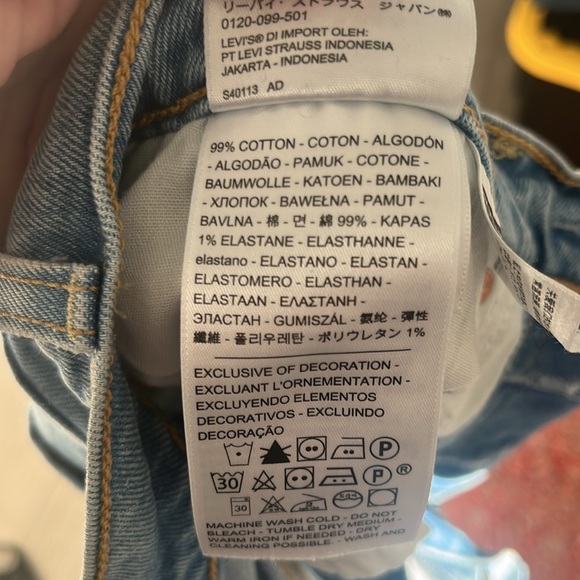 リーバイ・ストラウス ジャパン㈱
0120-099-501
LEVI'S® DI IMPORT OLEH:
PT LEVI STRAUSS INDONESIA
JAKARTA - INDONESIA
S40113 AD
99% COTTON - COTON - ALGODÓN
- ALGODÃO - PAMUK - COTONE -
BAUMWOLLE - KATOEN - BAMBAKI
- ХЛОПОК - BAWEŁNA - PAMUT -
BAVLNA - 棉 - 면 - 綿 99% - KAPAS
1% ELASTANE - ELASTHANNE -
elastano - ELASTANO - ELASTAN -
ELASTOMERO - ELASTHAN -
ELASTAAN - ΕΛΑΣΤΑΝΗ -
ЭЛАСТАН - GUMISZÁL - 氨纶 - 彈性
纖維 - 폴리우레탄 - ポリウレタン 1%
EXCLUSIVE OF DECORATION -
EXCLUANT L'ORNEMENTATION -
EXCLUYENDO ELEMENTOS
DECORATIVOS - EXCLUINDO
DECORAÇÃO
P
30 P ®
30
MACHINE WASH COLD - DO NOT
BLEACH - TUMBLE DRY MEDIUM -
WARM IRON IF NEEDED - DRY
CLEANING POSSIBLE. - WASH AND